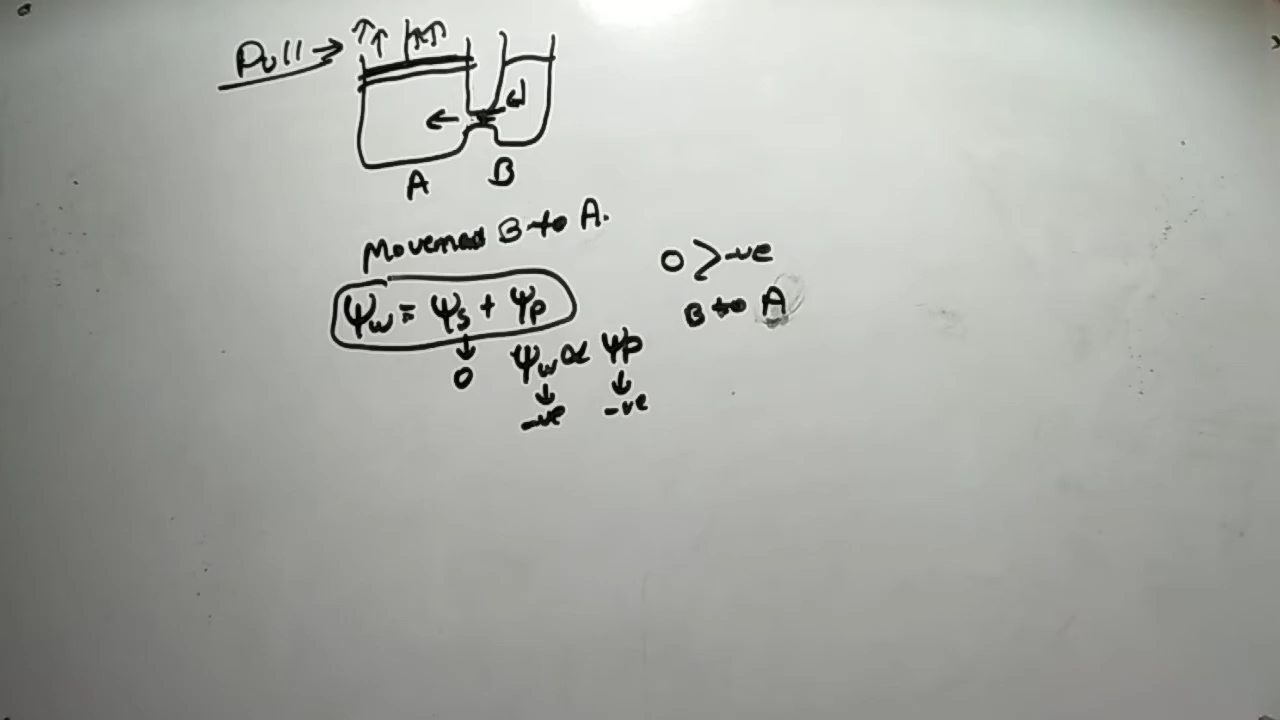 Pull →
A B
Movement B to A.
ψw = ψs + ψp
0 > -ve
B to A
↓
0
ψw ∝ ψp
↓ ↓
-ve -ve